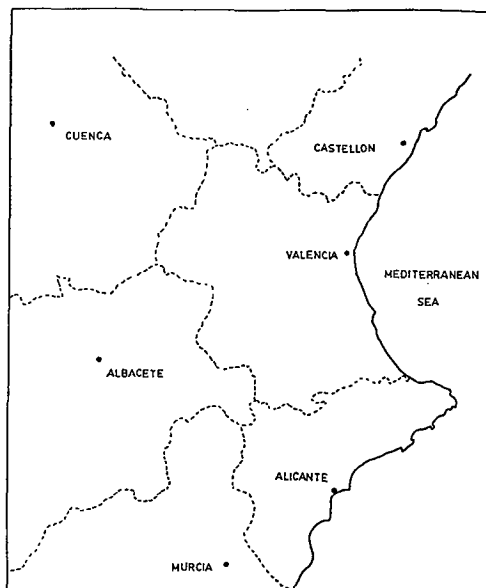 CUENCA
CASTELLON
VALENCIA
MEDITERRANEAN
SEA
ALBACETE
ALICANTE
MURCIA